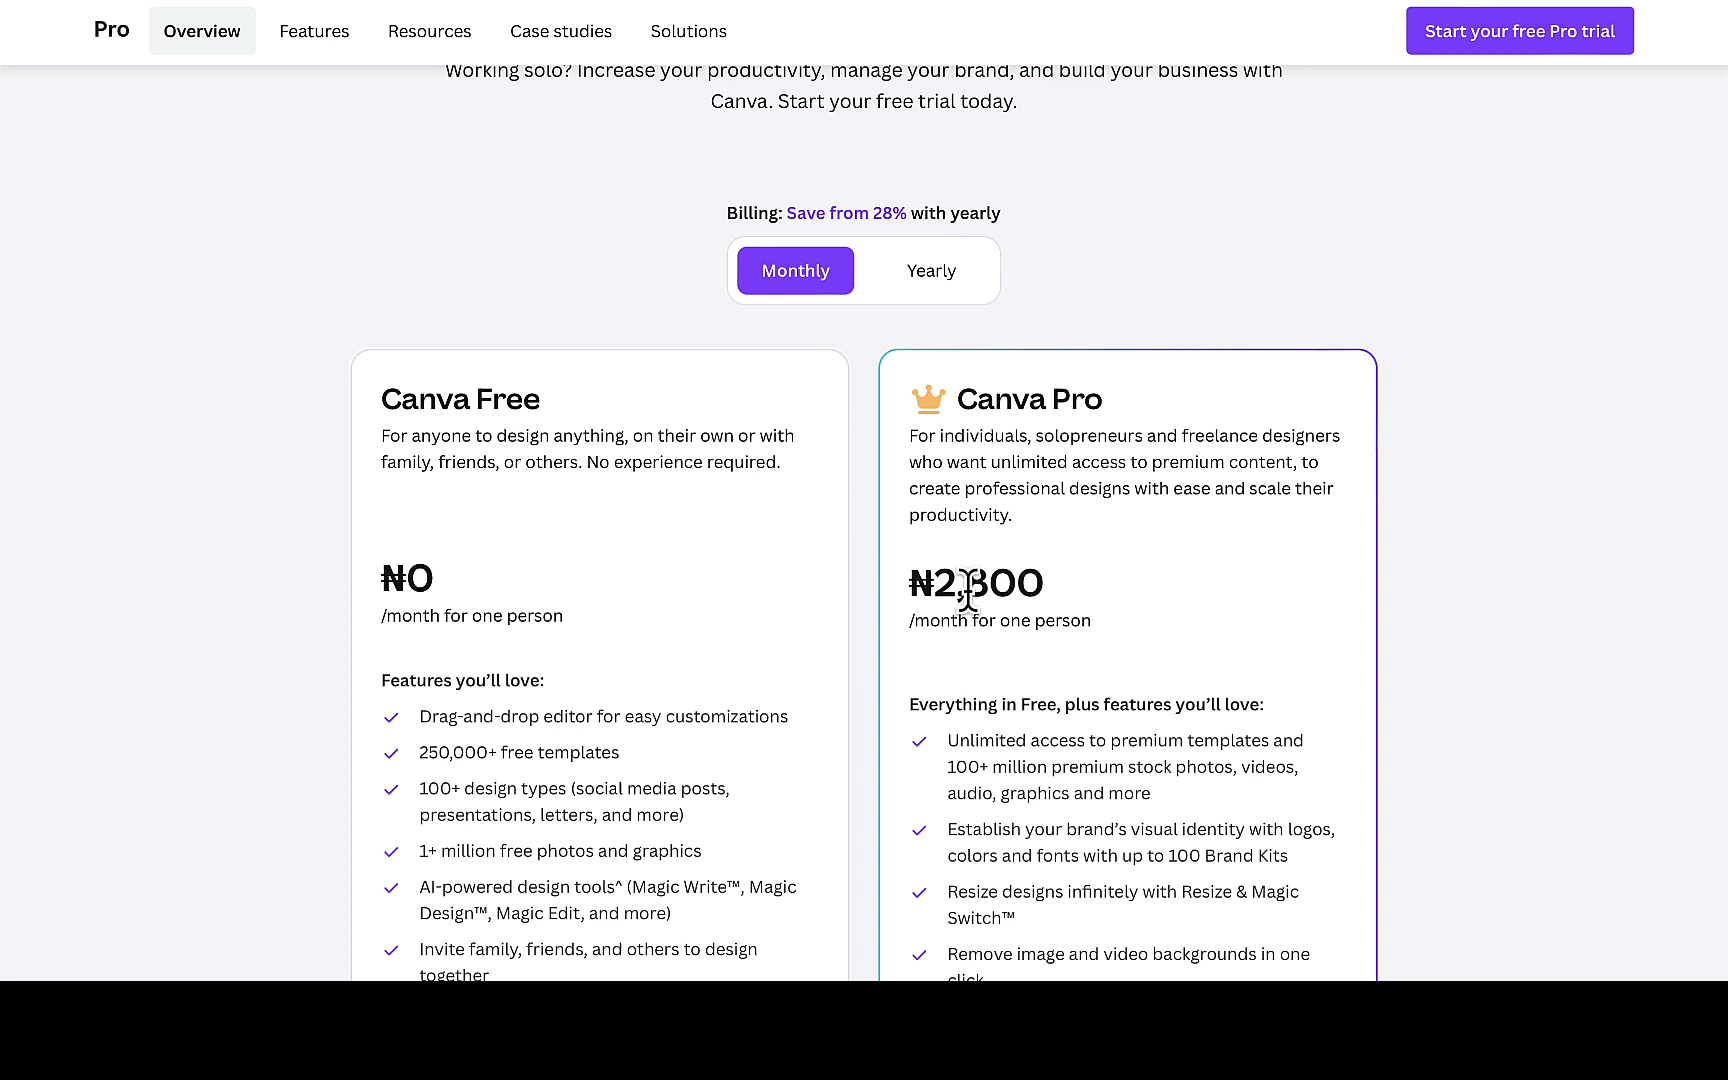 Pro
Overview
Features
Resources
Case studies
Solutions
Start your free Pro trial
Working solo? Increase your productivity, manage your brand, and build your business with
Canva. Start your free trial today.
Billing: Save from 28% with yearly
Monthly
Yearly
Canva Free
For anyone to design anything, on their own or with
family, friends, or others. No experience required.
₦0
/month for one person
Features you’ll love:
Drag-and-drop editor for easy customizations
250,000+ free templates
100+ design types (social media posts,
presentations, letters, and more)
1+ million free photos and graphics
AI-powered design tools^ (Magic Write™, Magic
Design™, Magic Edit, and more)
Invite family, friends, and others to design
together
Canva Pro
For individuals, solopreneurs and freelance designers
who want unlimited access to premium content, to
create professional designs with ease and scale their
productivity.
/month for one person
Everything in Free, plus features you’ll love:
Unlimited access to premium templates and
100+ million premium stock photos, videos,
audio, graphics and more
Establish your brand’s visual identity with logos,
colors and fonts with up to 100 Brand Kits
Resize designs infinitely with Resize & Magic
Switch™
Remove image and video backgrounds in one
click